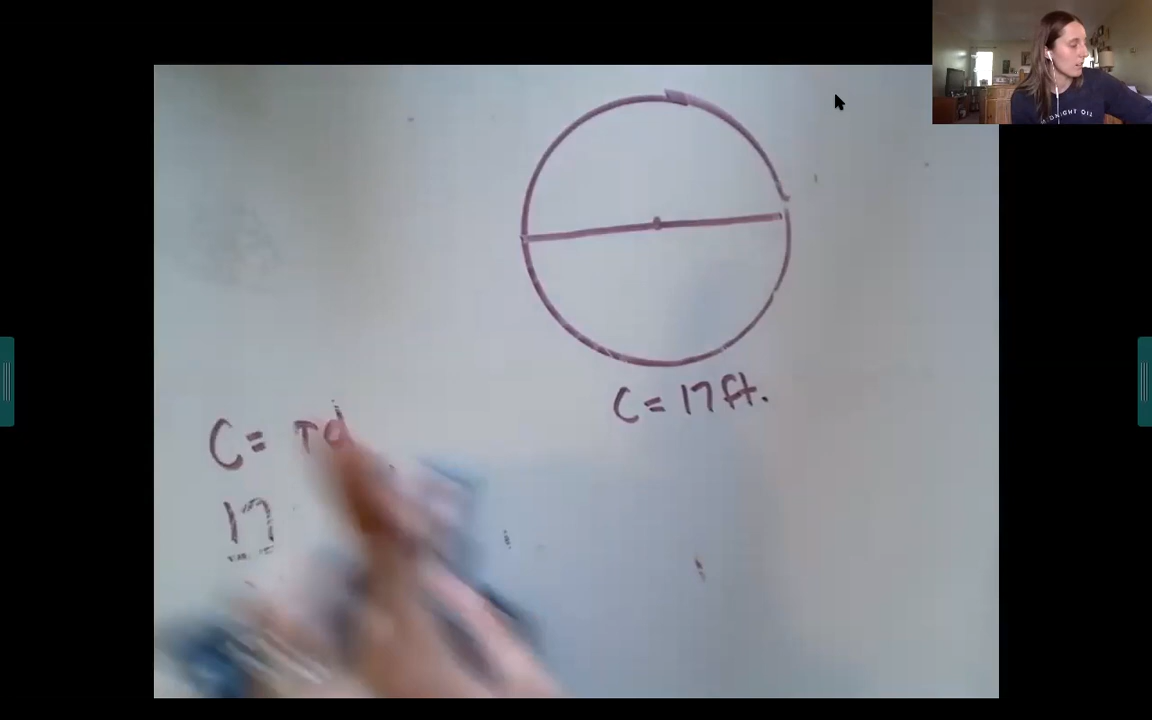 C = 17 ft.
C = πd
17